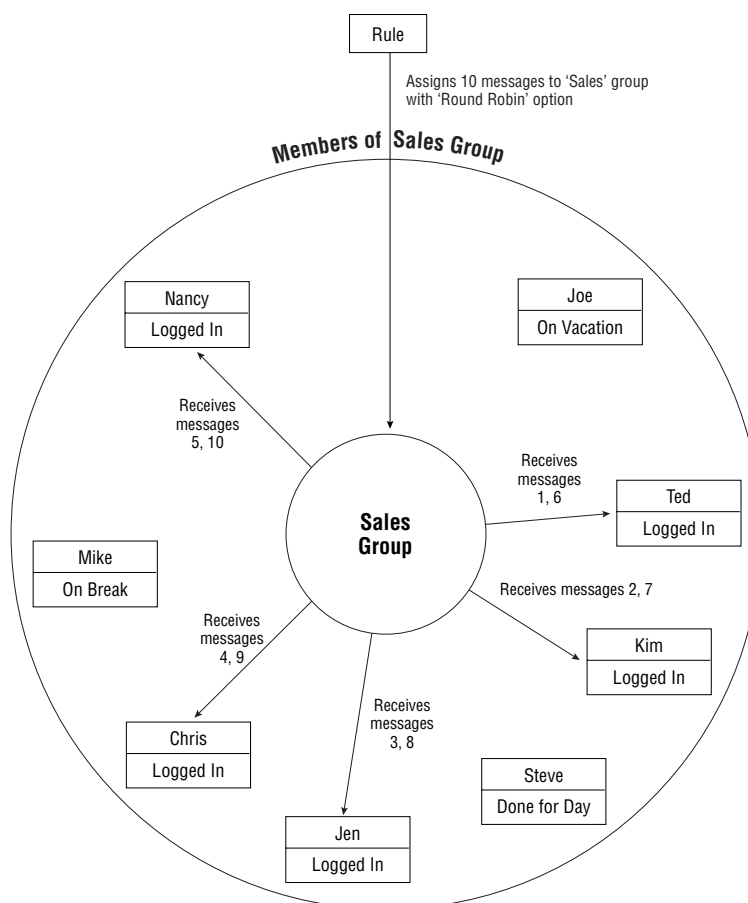 Rule
Assigns 10 messages to ‘Sales’ group
with ‘Round Robin’ option
Members of Sales Group
Nancy
Logged In
Joe
On Vacation
Receives
messages
5, 10
Receives
messages
1, 6
Ted
Logged In
Sales
Group
Mike
On Break
Receives messages 2, 7
Receives
messages
4, 9
Kim
Logged In
Receives
messages
3, 8
Chris
Logged In
Steve
Done for Day
Jen
Logged In